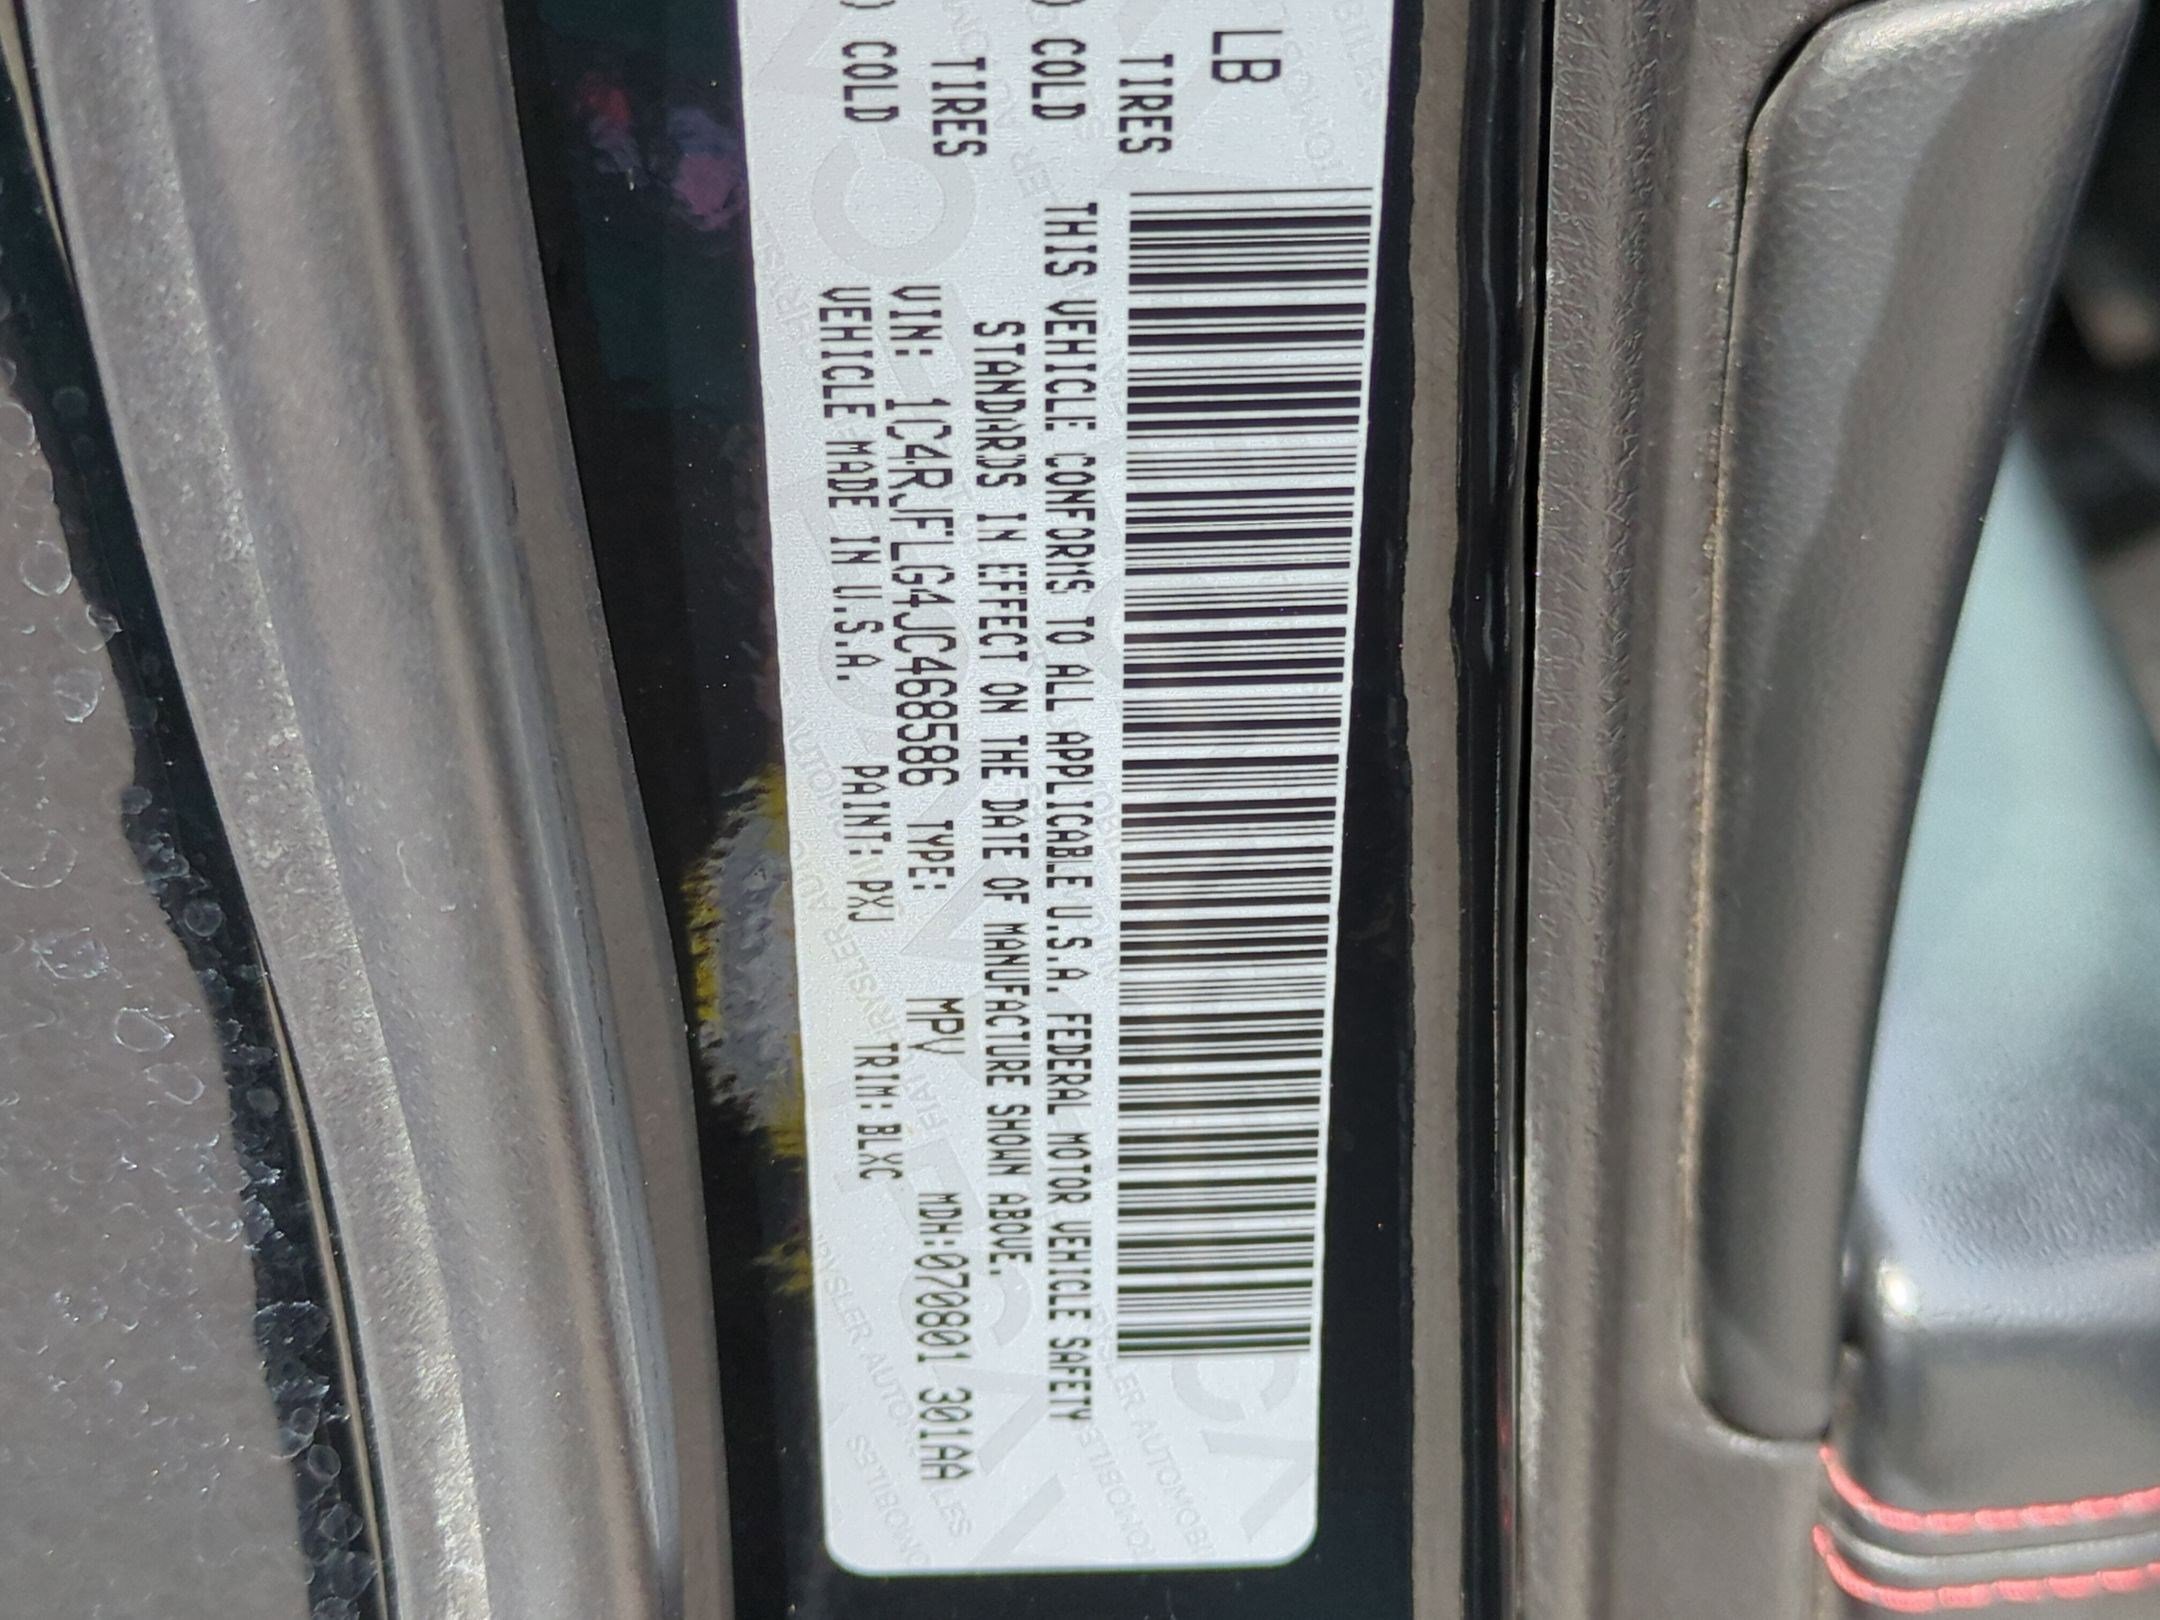 LB
TIRES
) COLD
TIRES
) COLD
THIS VEHICLE CONFORMS TO ALL APPLICABLE U.S.A. FEDERAL MOTOR VEHICLE SAFETY
STANDARDS IN EFFECT ON THE DATE OF MANUFACTURE SHOWN ABOVE.
VIN: 1C4RJFLG4JC468586 TYPE: MPV MDH:070801 301AA
VEHICLE MADE IN U.S.A. PAINT: PXJ TRIM:BLXC